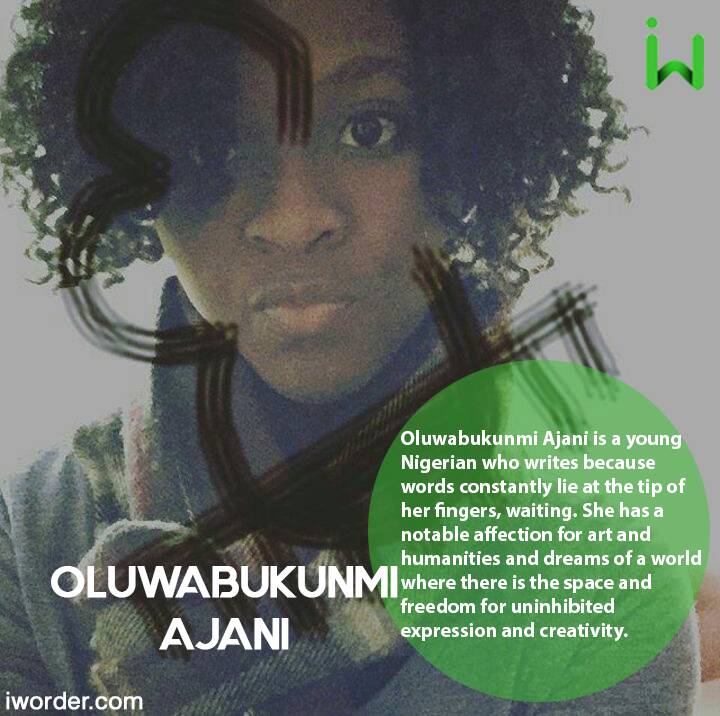 iw
Oluwabukunmi Ajani is a young
Nigerian who writes because
words constantly lie at the tip of
her fingers, waiting. She has a
notable affection for art and
humanities and dreams of a world
where there is the space and
freedom for uninhibited
expression and creativity.
OLUWABUKUNMI
AJANI
iworder.com